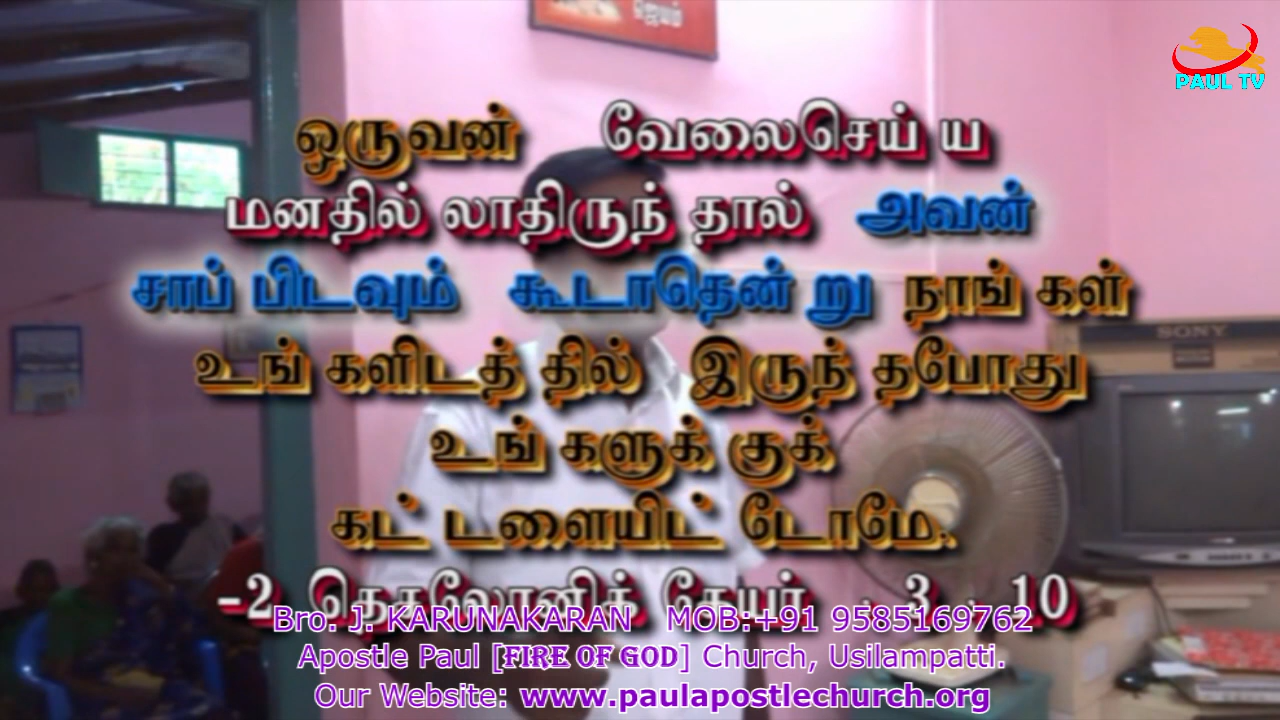 ஜெயம்
PAUL TV
ஒருவன் வேலைசெய்ய
மனதில்லாதிருந்தால் அவன்
சாப்பிடவும் கூடாதென்று நாங்கள்
உங்களிடத்தில் இருந்தபோது
உங்களுக்குக்
கட்டளையிட்டோமே.
-2 தெசலோனிக்கேயர் - 3 : 10
SONY
Bro. J. KARUNAKARAN MOB:+91 9585169762
Apostle Paul [FIRE OF GOD] Church, Usilampatti.
Our Website: www.paulapostlechurch.org